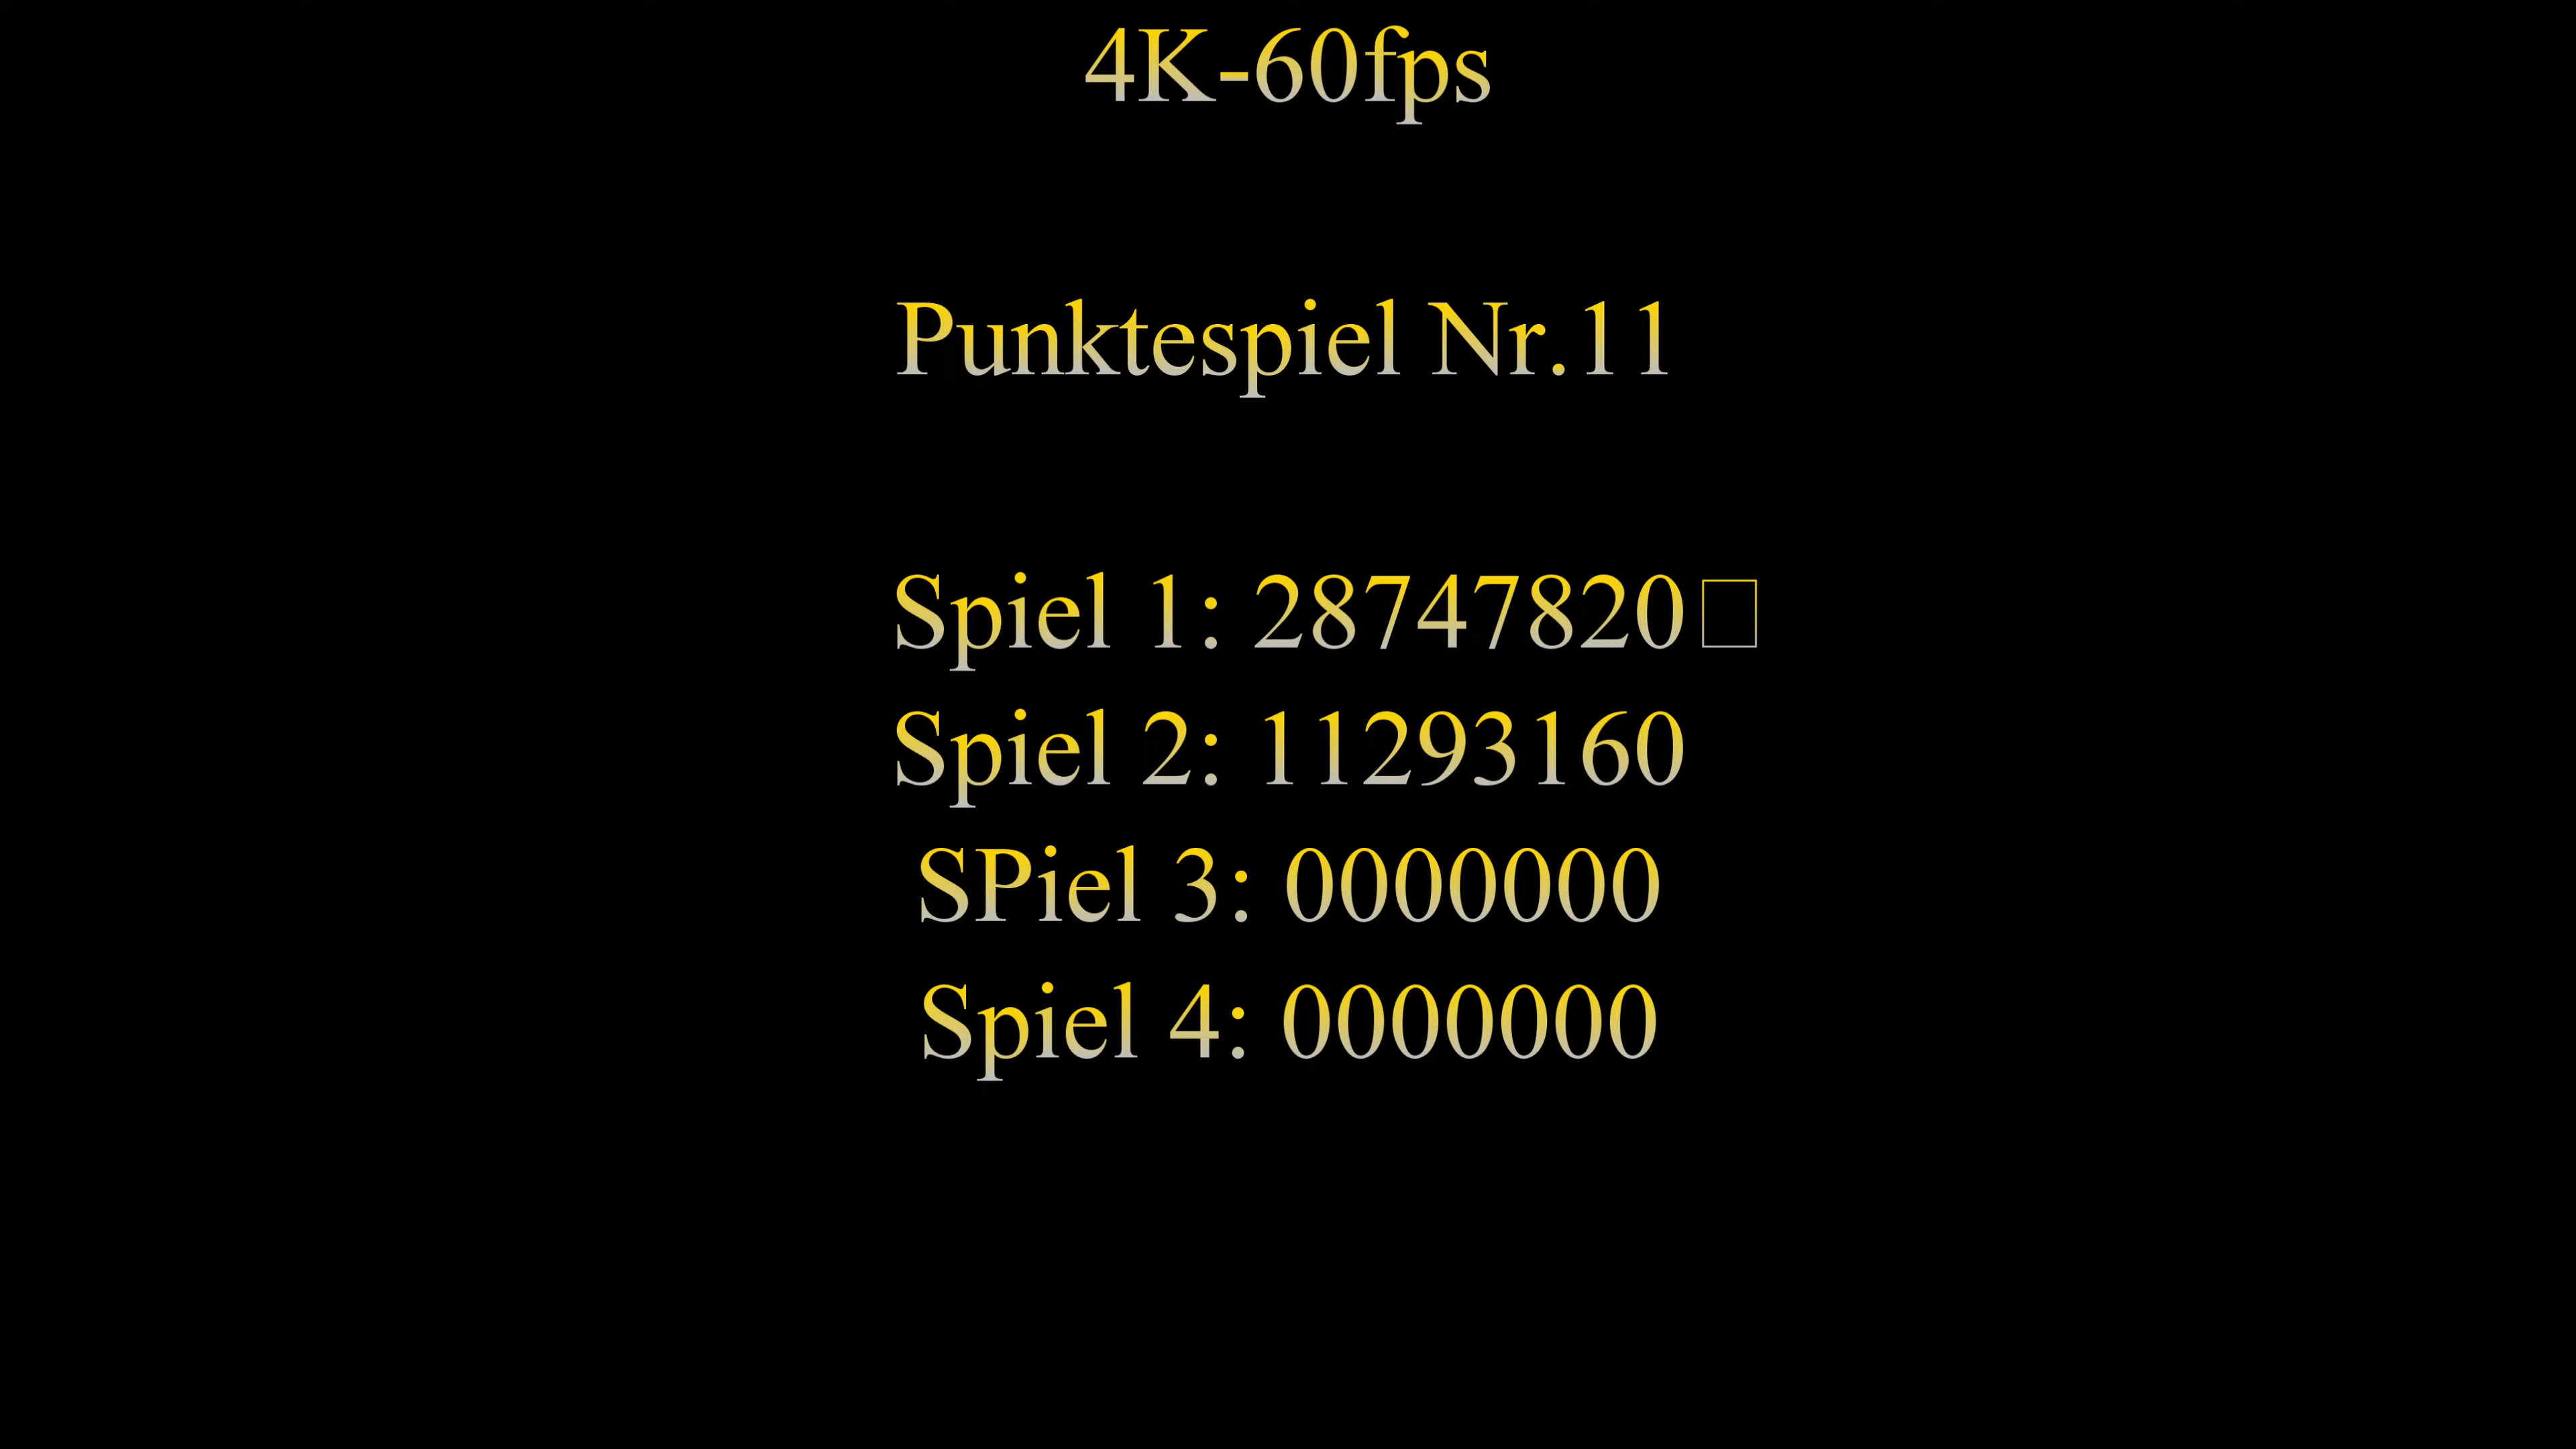 4K-60fps
Punktespiel Nr.11
Spiel 1: 28747820□
Spiel 2: 11293160
SPiel 3: 0000000
Spiel 4: 0000000